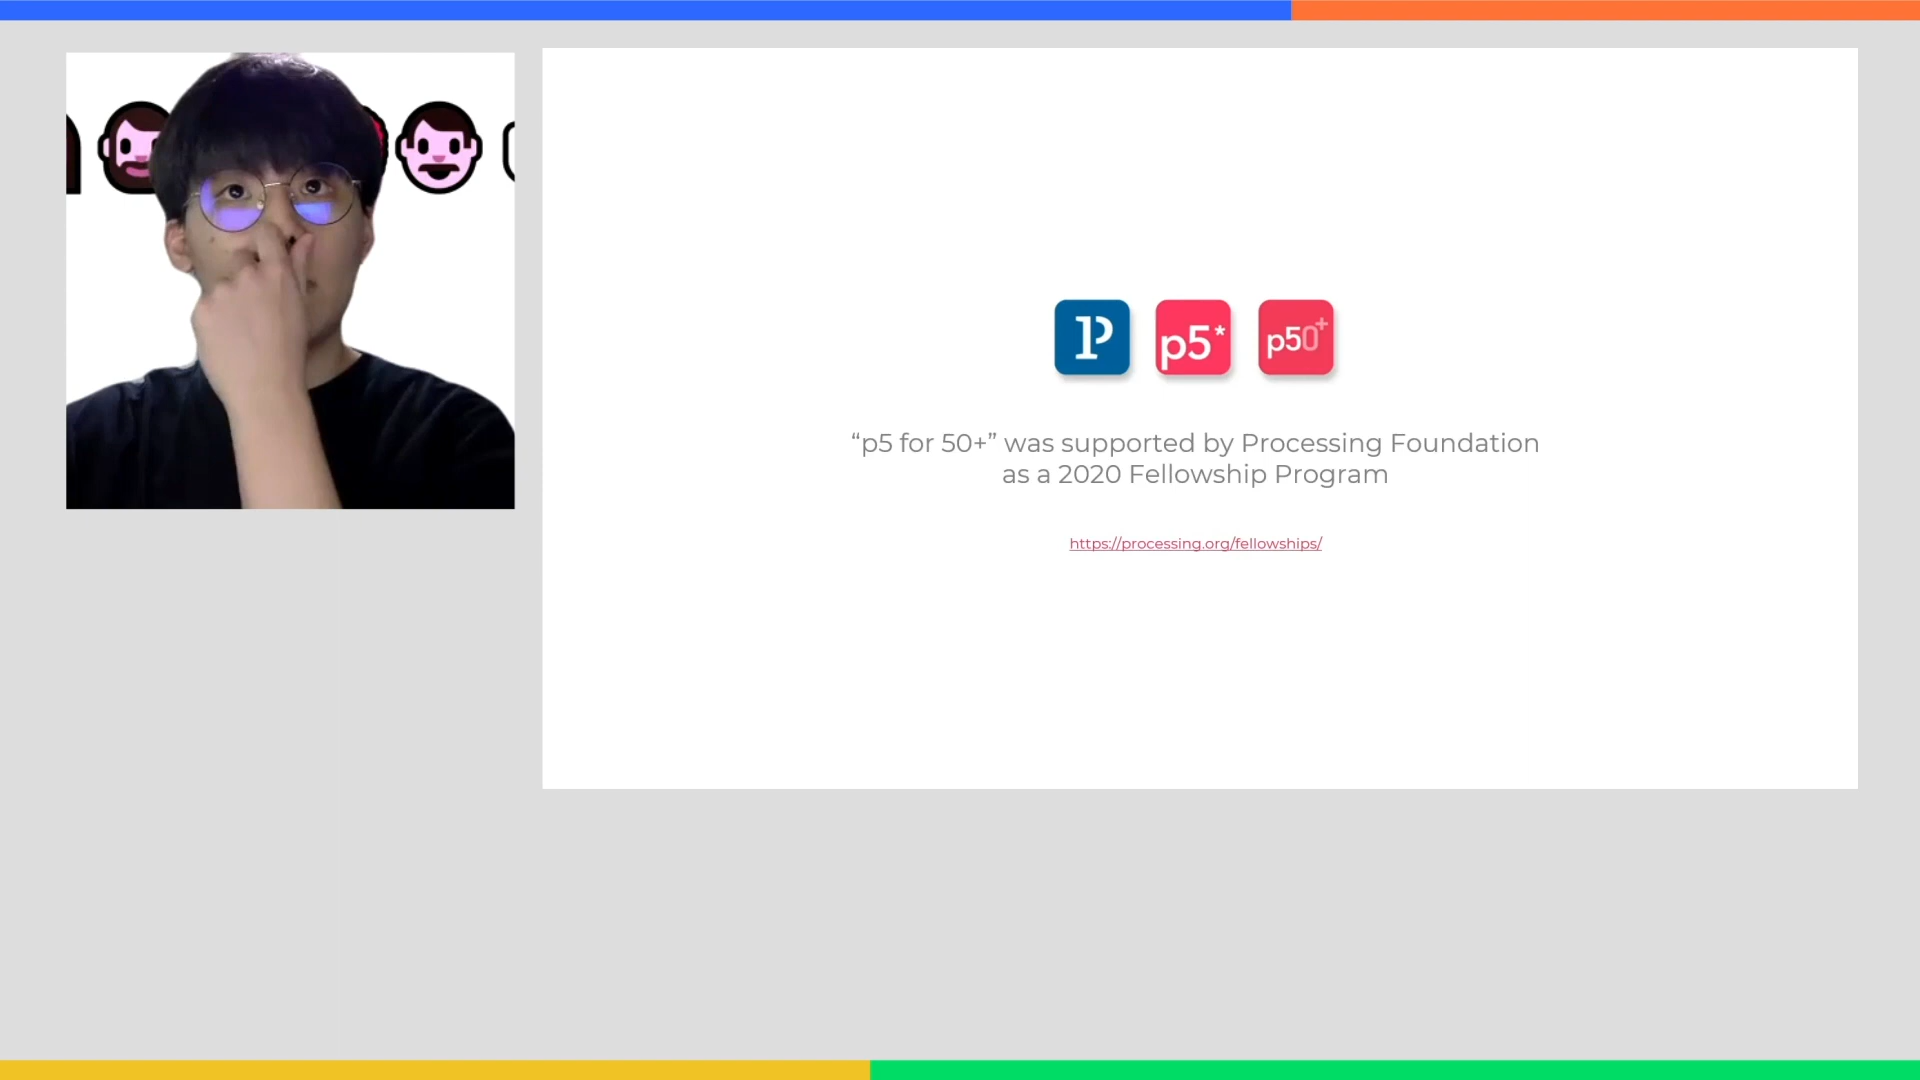 P p5* p50+
“p5 for 50+” was supported by Processing Foundation
as a 2020 Fellowship Program
https://processing.org/fellowships/